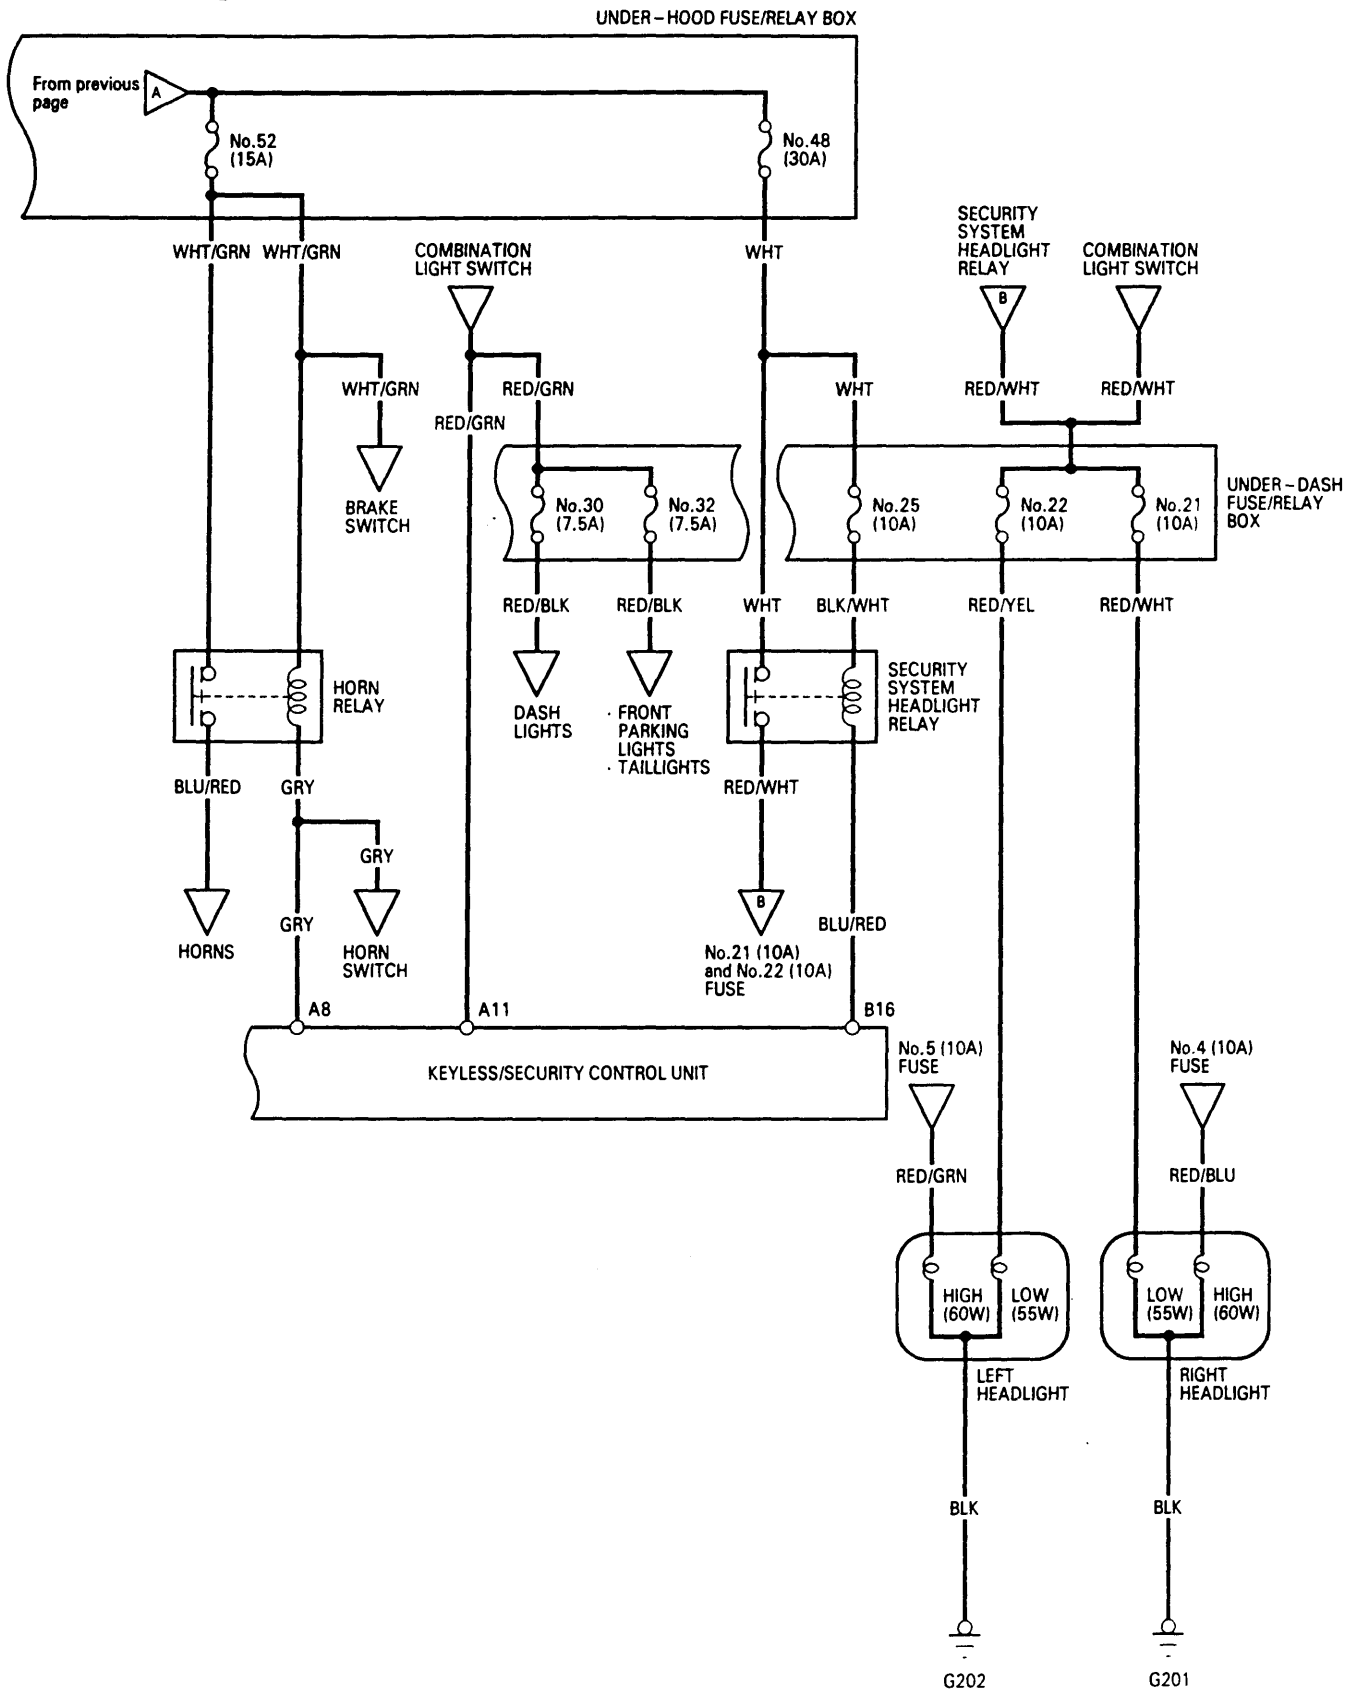 UNDER-HOOD FUSE/RELAY BOX
From previous
page
A
No.52
(15A)
No.48
(30A)
WHT/GRN
WHT/GRN
COMBINATION
LIGHT SWITCH
WHT
SECURITY
SYSTEM
HEADLIGHT
RELAY
B
COMBINATION
LIGHT SWITCH
WHT/GRN
RED/GRN
RED/GRN
WHT
RED/WHT
RED/WHT
BRAKE
SWITCH
No.30
(7.5A)
No.32
(7.5A)
No.25
(10A)
No.22
(10A)
No.21
(10A)
UNDER-DASH
FUSE/RELAY
BOX
RED/BLK
RED/BLK
WHT
BLK/WHT
RED/YEL
RED/WHT
HORN
RELAY
DASH
LIGHTS
· FRONT
PARKING
LIGHTS
· TAILLIGHTS
SECURITY
SYSTEM
HEADLIGHT
RELAY
BLU/RED
GRY
RED/WHT
GRY
GRY
B
BLU/RED
HORNS
HORN
SWITCH
No.21 (10A)
and No.22 (10A)
FUSE
A8
A11
B16
KEYLESS/SECURITY CONTROL UNIT
No.5 (10A)
FUSE
No.4 (10A)
FUSE
RED/GRN
RED/BLU
HIGH
(60W)
LOW
(55W)
LOW
(55W)
HIGH
(60W)
LEFT
HEADLIGHT
RIGHT
HEADLIGHT
BLK
BLK
G202
G201